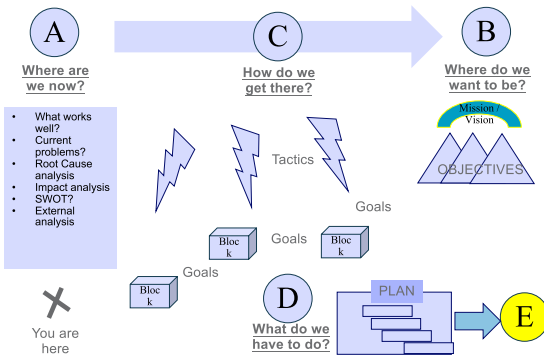 A
Where are
we now?
• What works
well?
• Current
problems?
• Root Cause
analysis
• Impact analysis
• SWOT?
• External
analysis
You are
here
C
How do we
get there?
Tactics
Goals
Goals
Goals
Bloc
k
Bloc
k
Bloc
k
B
Where do we
want to be?
Mission /
Vision
OBJECTIVES
D
What do we
have to do?
PLAN
E